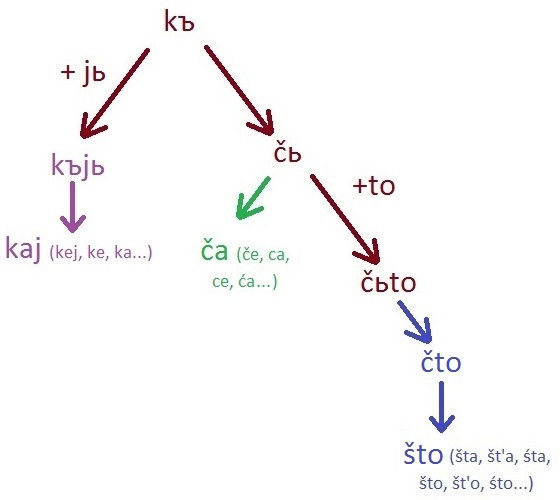 kъ
+ jь
kъjь
čь
+to
kaj (kej, ke, ka...)
ča (če, ca,
ce, ća...)
čьto
čto
što (šta, št'a, śta,
što, št'o, śto...)